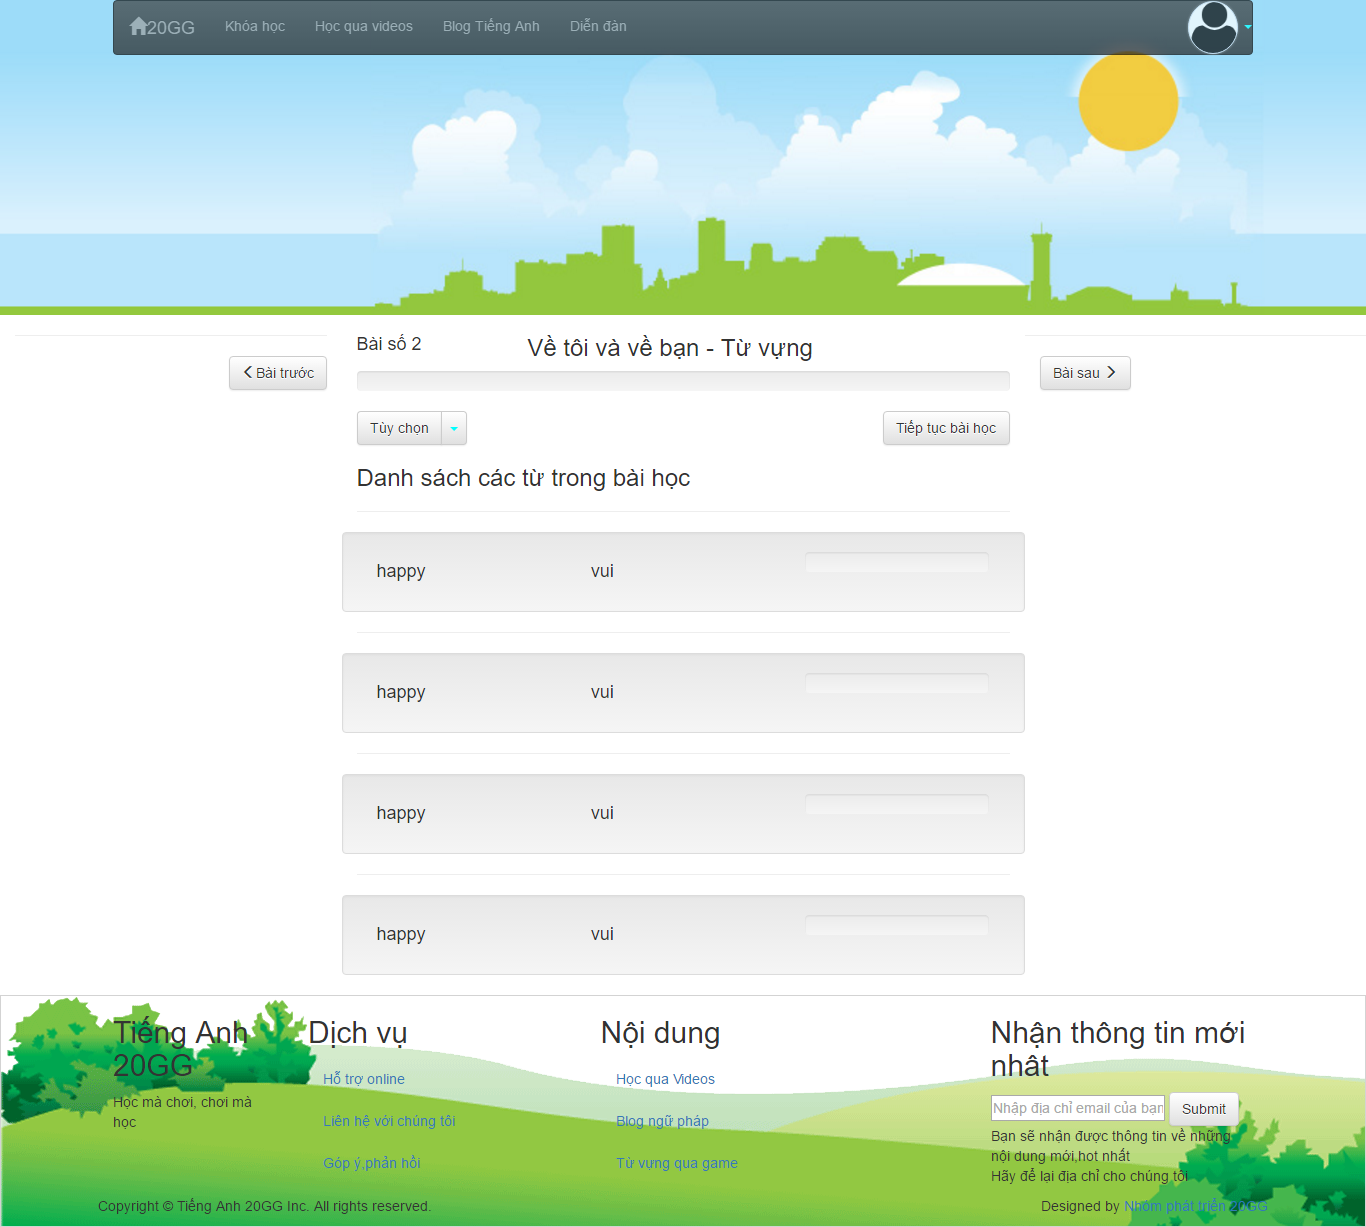 20GG Khóa học Học qua videos Blog Tiếng Anh Diễn đàn
Bài số 2 Về tôi và về bạn - Từ vựng
Bài trước Bài sau
Tùy chọn Tiếp tục bài học
Danh sách các từ trong bài học
happy vui
happy vui
happy vui
happy vui
Tiếng Anh
20GG
Học mà chơi, chơi mà
học
Dịch vụ
Hỗ trợ online
Liên hệ với chúng tôi
Góp ý,phản hồi
Nội dung
Học qua Videos
Blog ngữ pháp
Từ vựng qua game
Nhận thông tin mới
nhât
Nhập địa chỉ email của bạn Submit
Bạn sẽ nhận được thông tin về những
nội dung mới,hot nhất
Hãy để lại địa chỉ cho chúng tôi
Copyright © Tiếng Anh 20GG Inc. All rights reserved. Designed by Nhóm phát triển 20GG